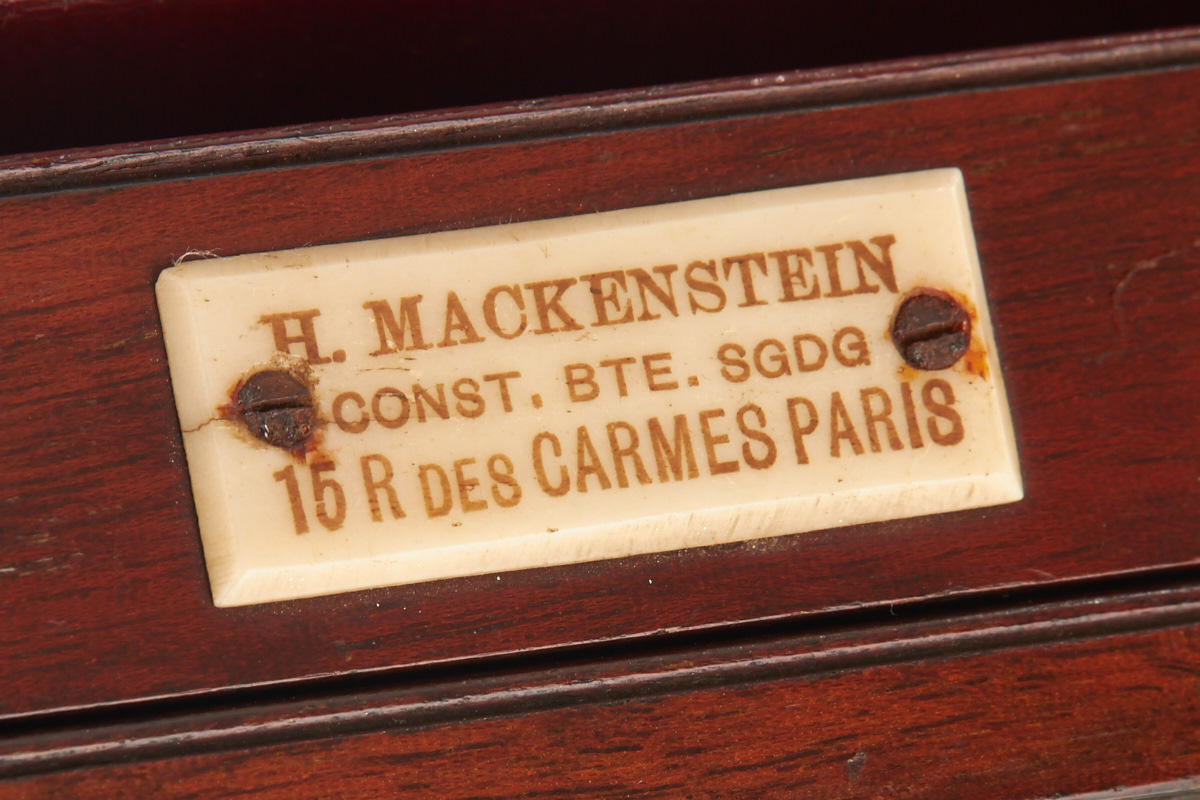 H. MACKENSTEIN
CONST. BTE. SGDG
15 R DES CARMES PARIS